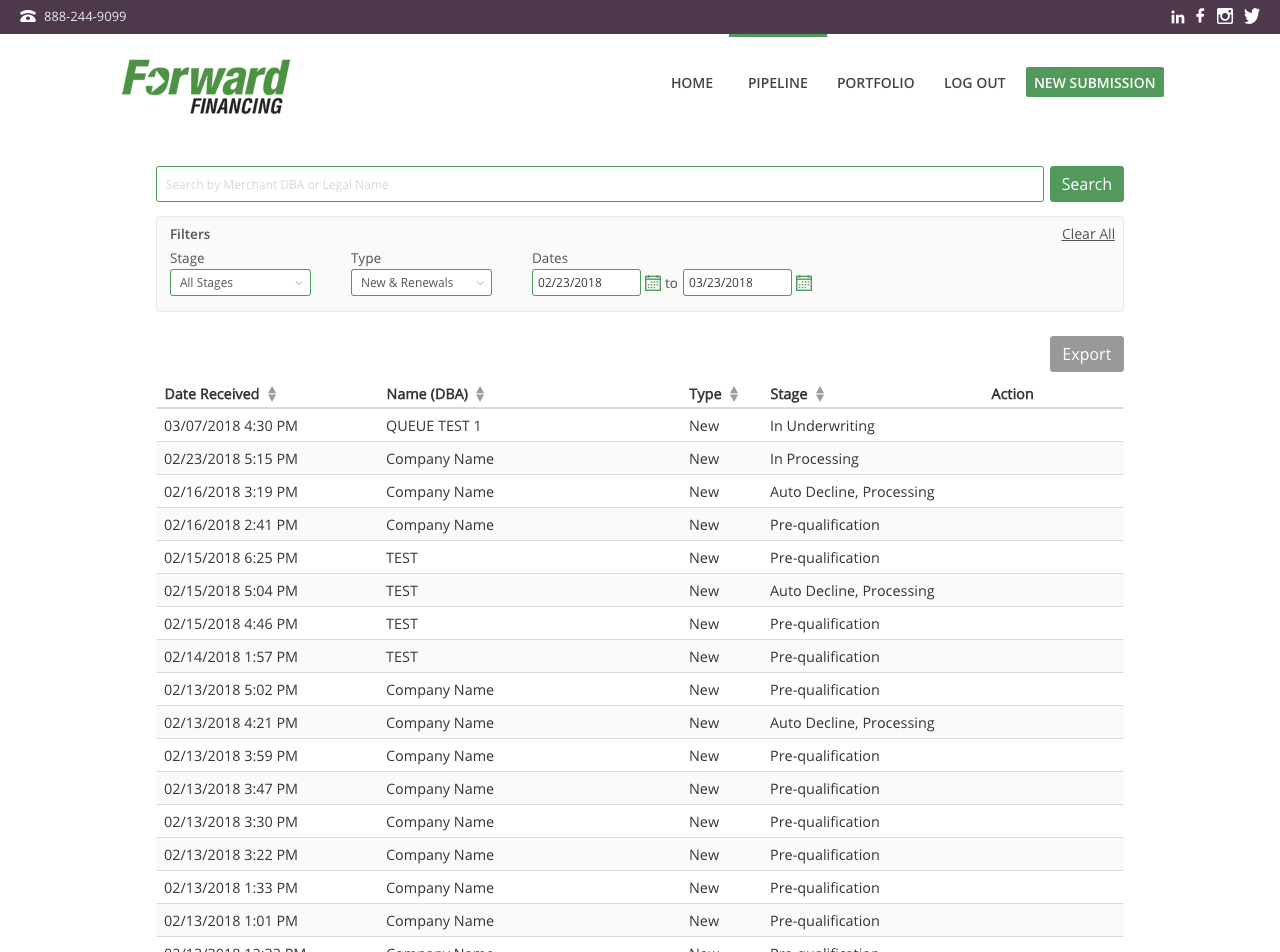 888-244-9099
Forward
FINANCING
HOME PIPELINE PORTFOLIO LOG OUT NEW SUBMISSION
Search by Merchant DBA or Legal Name Search
Filters Clear All
Stage Type Dates
All Stages New & Renewals 02/23/2018 to 03/23/2018
Export
Date Received Name (DBA) Type Stage Action
03/07/2018 4:30 PM QUEUE TEST 1 New In Underwriting
02/23/2018 5:15 PM Company Name New In Processing
02/16/2018 3:19 PM Company Name New Auto Decline, Processing
02/16/2018 2:41 PM Company Name New Pre-qualification
02/15/2018 6:25 PM TEST New Pre-qualification
02/15/2018 5:04 PM TEST New Auto Decline, Processing
02/15/2018 4:46 PM TEST New Pre-qualification
02/14/2018 1:57 PM TEST New Pre-qualification
02/13/2018 5:02 PM Company Name New Pre-qualification
02/13/2018 4:21 PM Company Name New Auto Decline, Processing
02/13/2018 3:59 PM Company Name New Pre-qualification
02/13/2018 3:47 PM Company Name New Pre-qualification
02/13/2018 3:30 PM Company Name New Pre-qualification
02/13/2018 3:22 PM Company Name New Pre-qualification
02/13/2018 1:33 PM Company Name New Pre-qualification
02/13/2018 1:01 PM Company Name New Pre-qualification